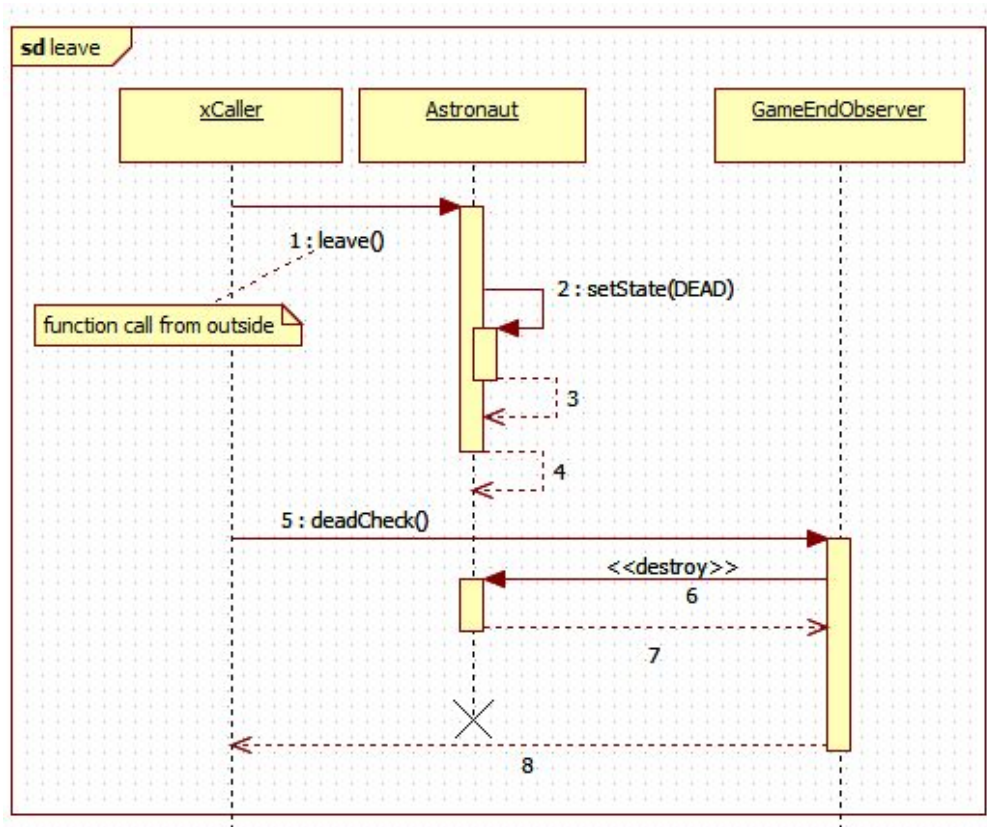 sd leave
xCaller
Astronaut
GameEndObserver
1 : leave()
2 : setState(DEAD)
function call from outside
3
4
5 : deadCheck()
<<destroy>>
6
7
8